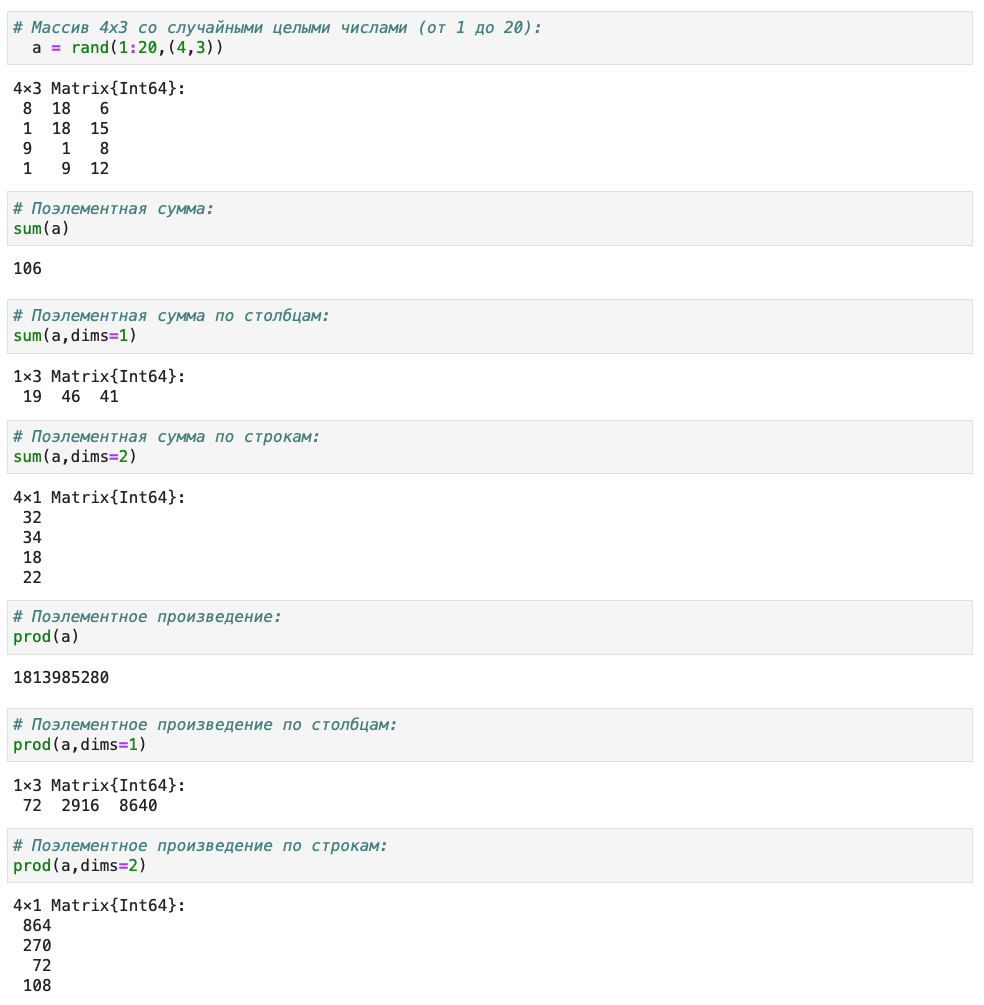 # Массив 4x3 со случайными целыми числами (от 1 до 20):
a = rand(1:20,(4,3))
4×3 Matrix{Int64}:
8 18 6
1 18 15
9 1 8
1 9 12
# Поэлементная сумма:
sum(a)
106
# Поэлементная сумма по столбцам:
sum(a,dims=1)
1×3 Matrix{Int64}:
19 46 41
# Поэлементная сумма по строкам:
sum(a,dims=2)
4×1 Matrix{Int64}:
32
34
18
22
# Поэлементное произведение:
prod(a)
1813985280
# Поэлементное произведение по столбцам:
prod(a,dims=1)
1×3 Matrix{Int64}:
72 2916 8640
# Поэлементное произведение по строкам:
prod(a,dims=2)
4×1 Matrix{Int64}:
864
270
72
108